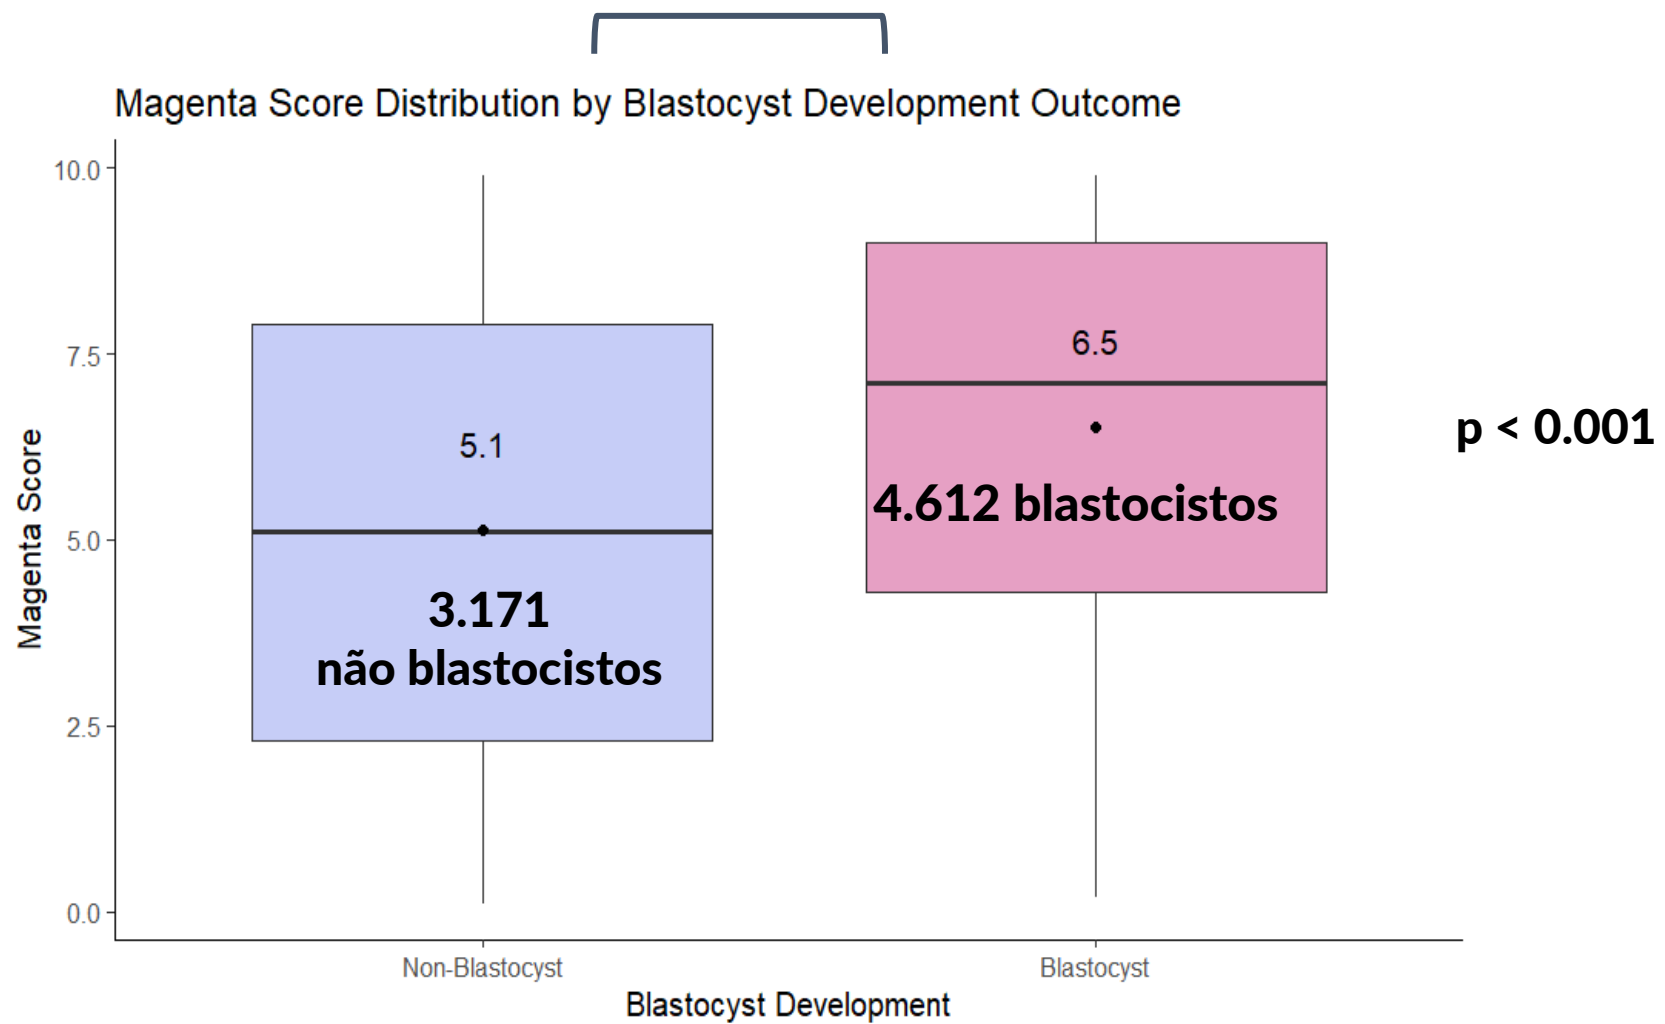 Magenta Score Distribution by Blastocyst Development Outcome
Magenta Score
10.0
7.5
5.0
2.5
0.0
5.1
3.171
não blastocistos
6.5
4.612 blastocistos
p < 0.001
Non-Blastocyst
Blastocyst
Blastocyst Development